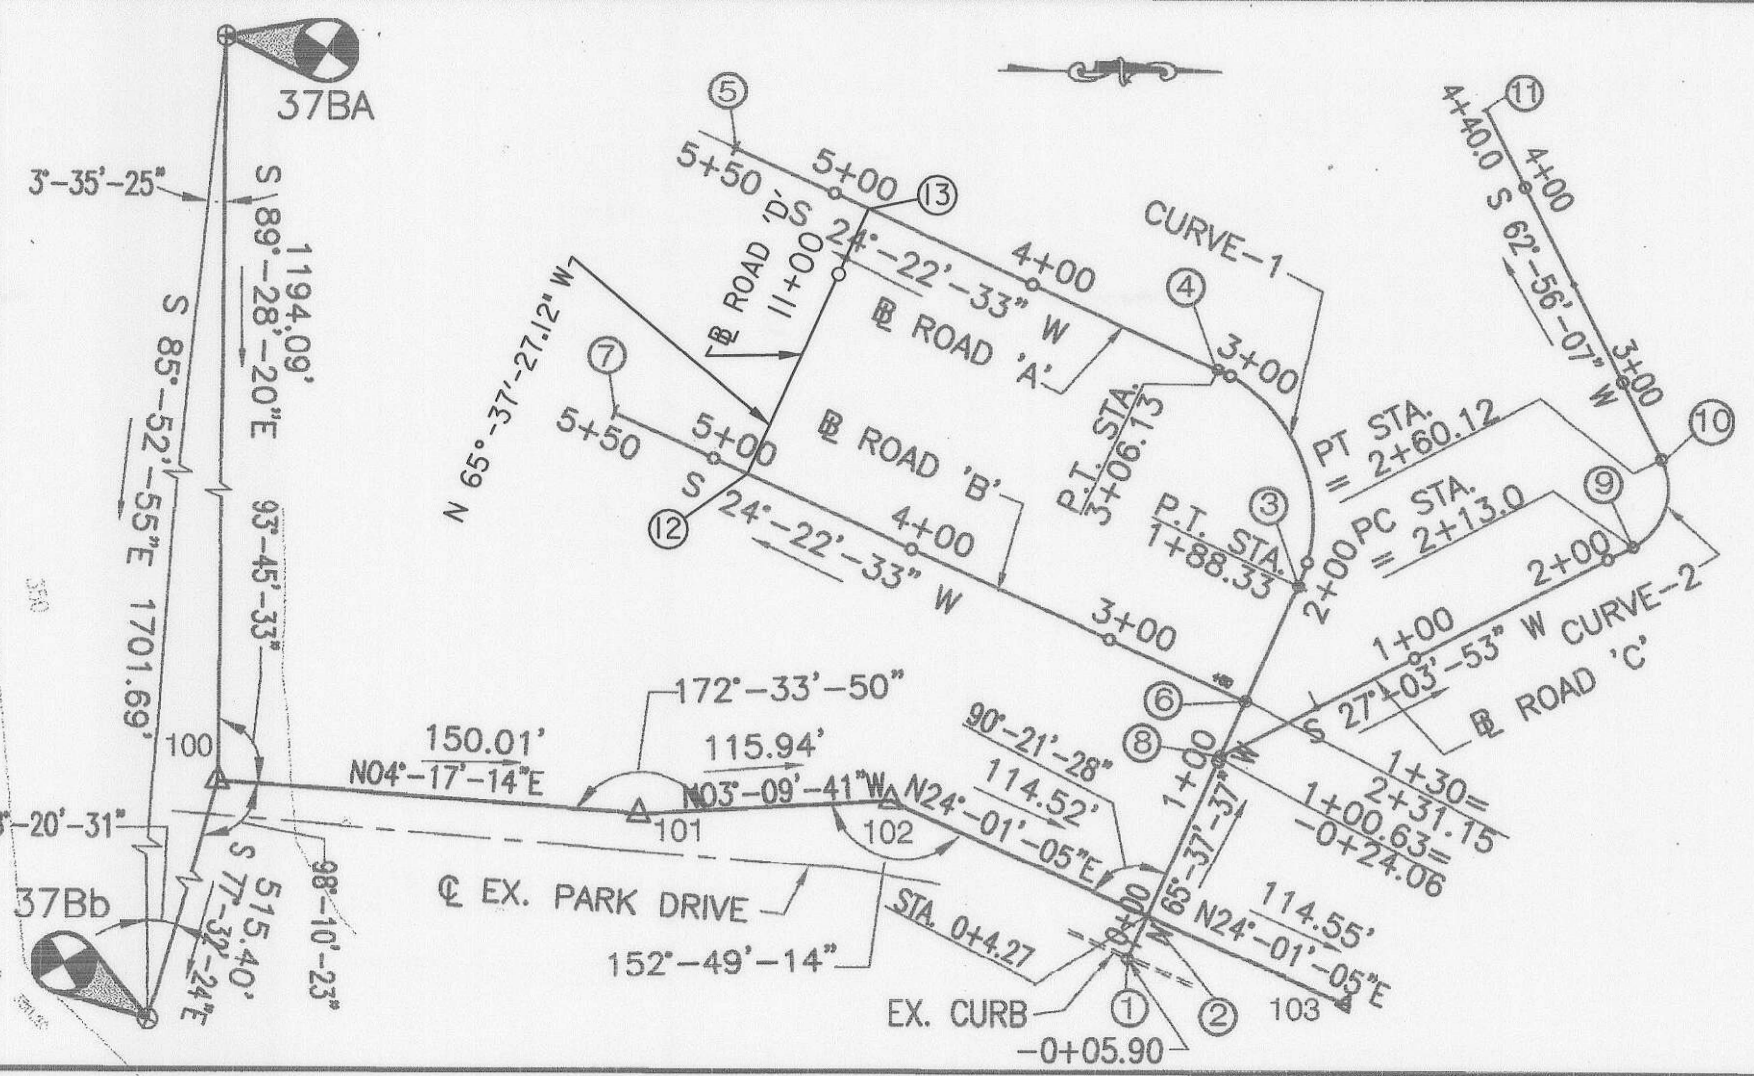 37BA
3°-35'-25"
S 89°-28'-20"E
1194.09'
S 85°-52'-55"E 1701.69'
93°-45'-33"
100
-20'-31"
37Bb
S 77°-32'-24"E
515.40'
98°-10'-23"
150.01'
N04°-17'-14"E
172°-33'-50"
115.94'
N03°-09'-41"W
101
102
℄ EX. PARK DRIVE
152°-49'-14"
N24°-01'-05"E
114.52'
90°-21'-28"
STA. 0+4.27
EX. CURB
0+00
1
2
-0+05.90
N24°-01'-05"E
114.55'
103
N 65°-37'-37" W
1+00
8
6
+80
1+30=
2+31.15
1+00.63=
-0+24.06
5
5+50
5+00
13
S 24°-22'-33" W
4+00
BL ROAD 'A'
CURVE-1
4
3+00
P.T. STA.
3+06.13
BL ROAD 'D'
11+00
N 65°-37'-27.12" W
7
5+50
5+00
12
S 24°-22'-33" W
BL ROAD 'B'
4+00
3+00
3
P.T. STA.
1+88.33
2+00
PT STA.
= 2+60.12
PC STA.
= 2+13.0
9
10
2+00
1+00
S 27°-03'-53" W
BL ROAD 'C'
CURVE-2
11
4+40.0
4+00
S 62°-56'-07" W
3+00
350